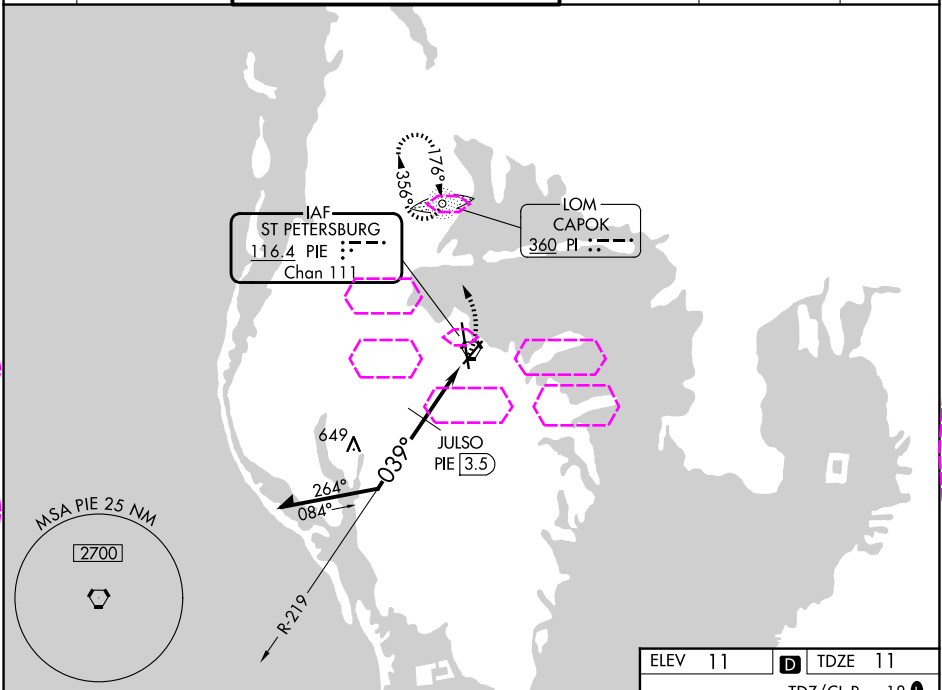 176°
356°
IAF
ST PETERSBURG
116.4 PIE
Chan 111
LOM
CAPOK
360 PI
649
039°
JULSO
PIE 3.5
264°
084°
MSA PIE 25 NM
2700
R-219
ELEV 11
D
TDZE 11